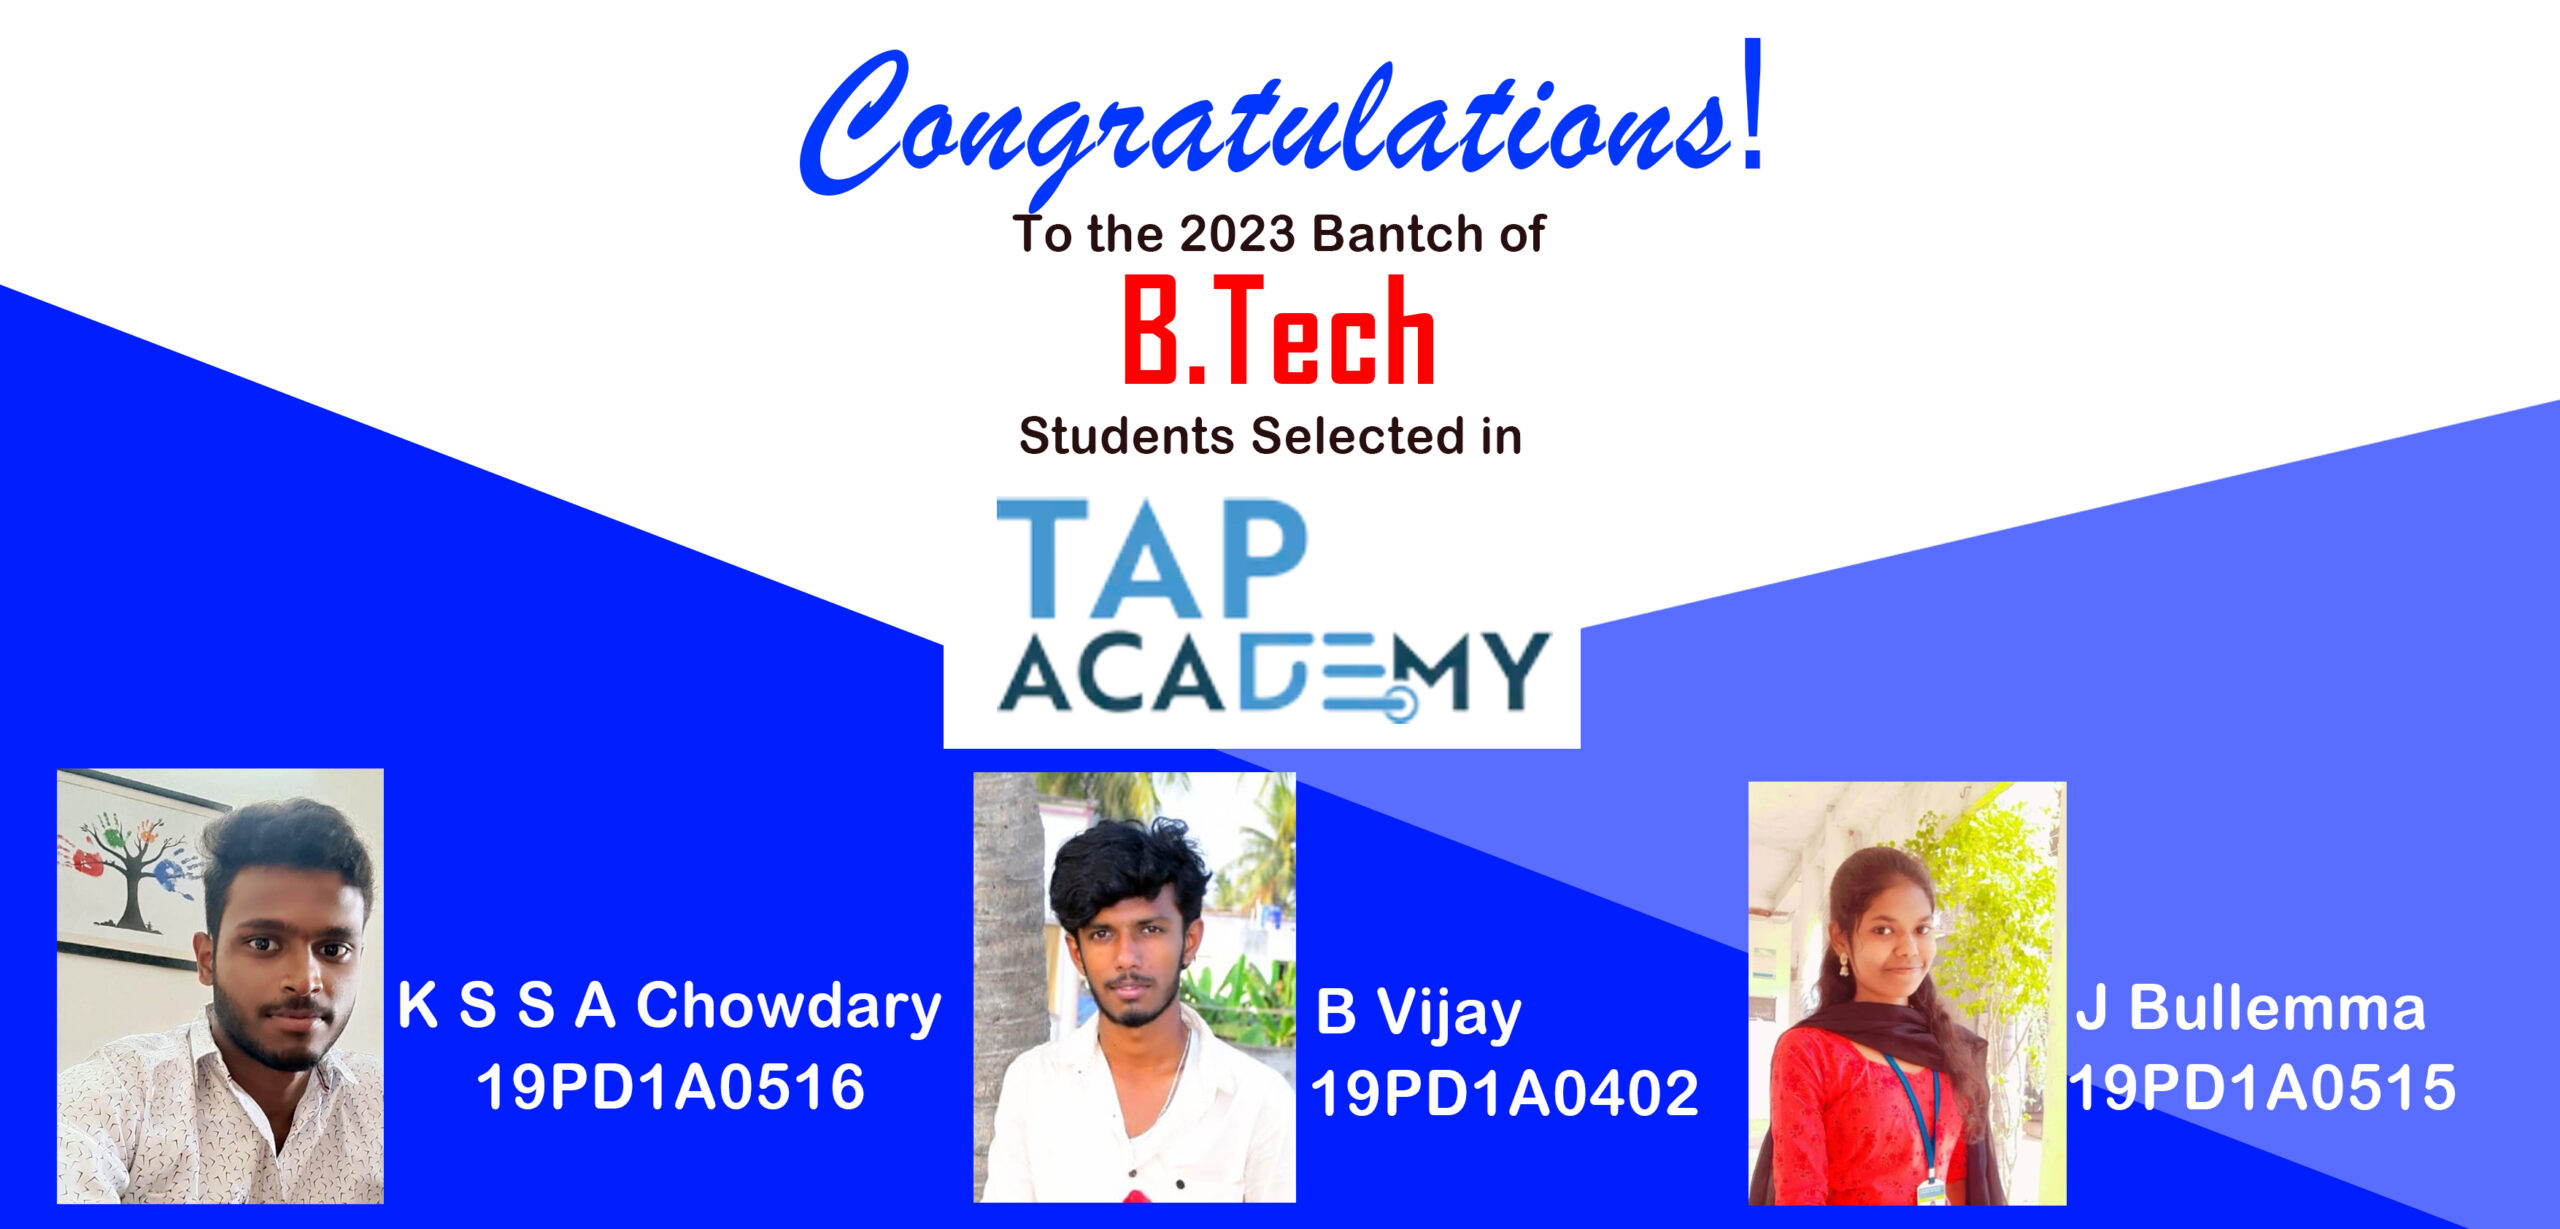 Congratulations!
To the 2023 Bantch of
B.Tech
Students Selected in
TAP
ACADEMY
K S S A Chowdary
19PD1A0516
B Vijay
19PD1A0402
J Bullemma
19PD1A0515